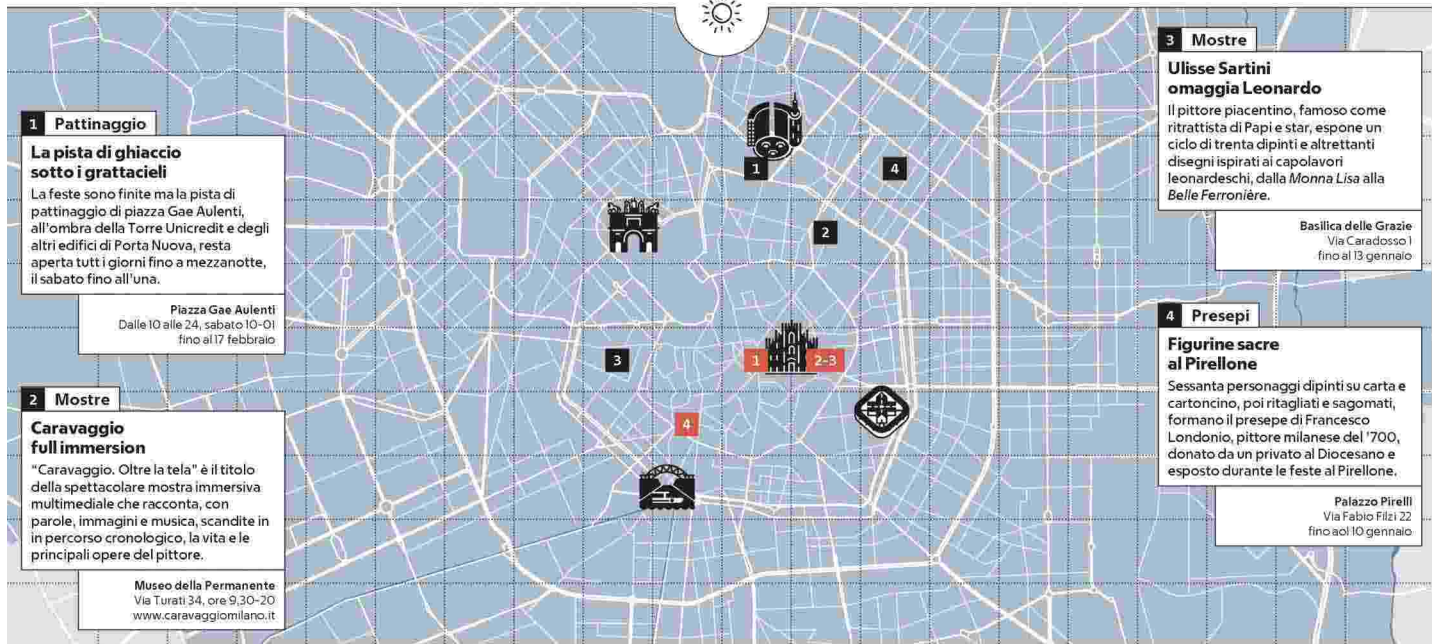 1 Pattinaggio
La pista di ghiaccio
sotto i grattacieli
La feste sono finite ma la pista di
pattinaggio di piazza Gae Aulenti,
all'ombra della Torre Unicredit e degli
altri edifici di Porta Nuova, resta
aperta tutt i giorni fino a mezzanotte,
il sabato fino all'una.
Piazza Gae Aulenti
Dalle 10 alle 24, sabato 10-01
fino al 17 febbraio
2 Mostre
Caravaggio
full immersion
"Caravaggio. Oltre la tela" è il titolo
della spettacolare mostra immersiva
multimediale che racconta, con
parole, immagini e musica, scandite in
in percorso cronologico, la vita e le
principali opere del pittore.
Museo della Permanente
Via Turati 34, ore 9,30-20
www.caravaggiomilano.it
1
4
2
3
1
2-3
4
3 Mostre
Ulisse Sartini
omaggia Leonardo
Il pittore piacentino, famoso come
ritrattista di Papi e star, espone un
ciclo di trenta dipinti e altrettanti
disegni ispirati ai capolavori
leonardeschi, dalla Monna Lisa alla
Belle Ferronière.
Basilica delle Grazie
Via Caradosso 1
fino al 13 gennaio
4 Presepi
Figurine sacre
al Pirellone
Sessanta personaggi dipinti su carta e
cartoncino, poi ritagliati e sagomati,
formano il presepe di Francesco
Londonio, pittore milanese del '700,
donato da un privato al Diocesano e
esposto durante le feste al Pirellone.
Palazzo Pirelli
Via Fabio Filzi 22
fino aol 10 gennaio